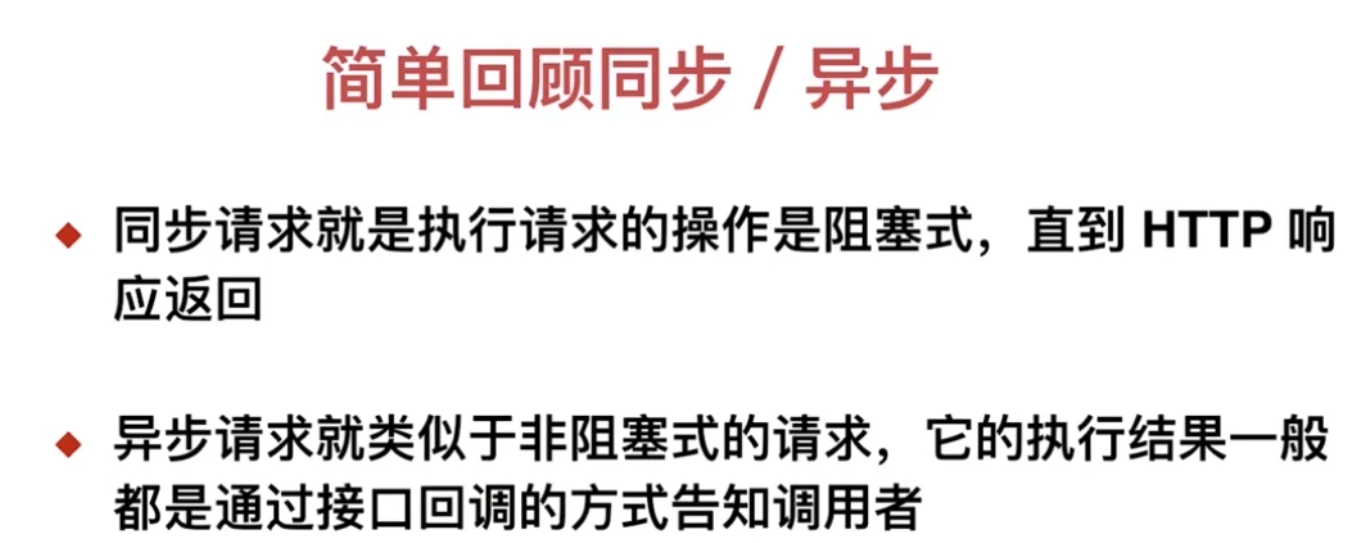 简单回顾同步 / 异步
同步请求就是执行请求的操作是阻塞式，直到 HTTP 响
应返回
异步请求就类似于非阻塞式的请求，它的执行结果一般
都是通过接口回调的方式告知调用者